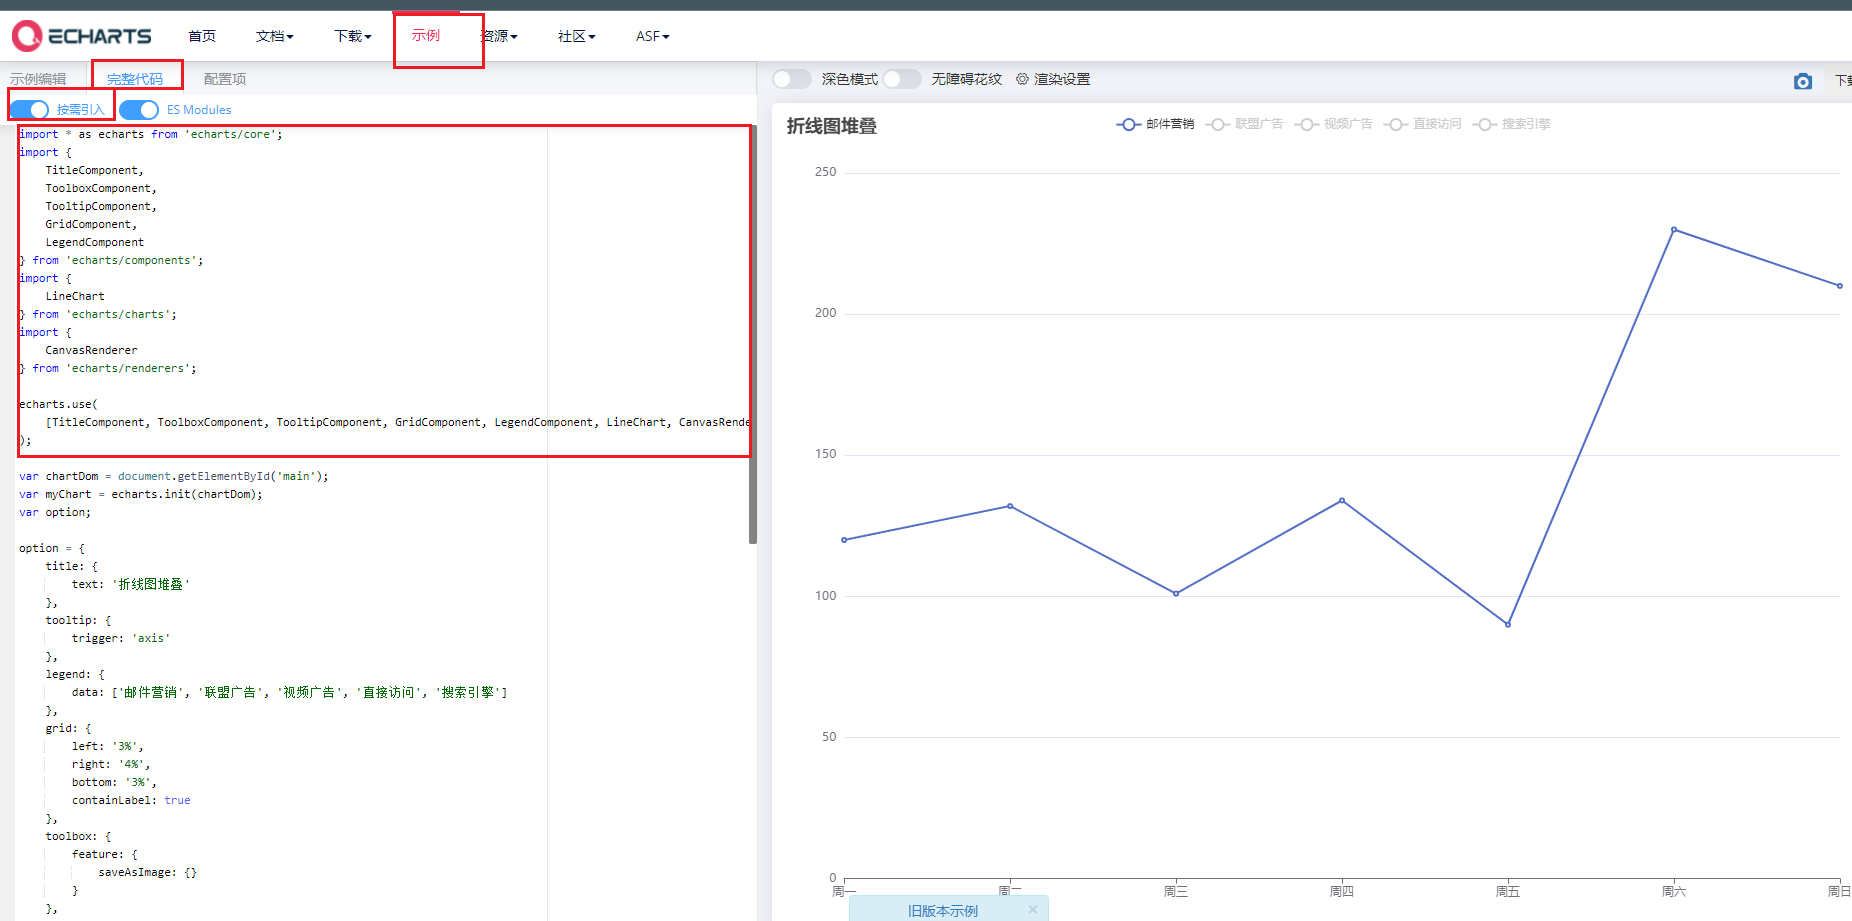 ECHARTS 首页 文档 下载 示例 资源 社区 ASF
示例编辑 完整代码 配置项
按需引入 ES Modules
import * as echarts from 'echarts/core';
import {
TitleComponent,
ToolboxComponent,
TooltipComponent,
GridComponent,
LegendComponent
} from 'echarts/components';
import {
LineChart
} from 'echarts/charts';
import {
CanvasRenderer
} from 'echarts/renderers';
echarts.use(
[TitleComponent, ToolboxComponent, TooltipComponent, GridComponent, LegendComponent, LineChart, CanvasRende
);
var chartDom = document.getElementById('main');
var myChart = echarts.init(chartDom);
var option;
option = {
title: {
text: '折线图堆叠'
},
tooltip: {
trigger: 'axis'
},
legend: {
data: ['邮件营销', '联盟广告', '视频广告', '直接访问', '搜索引擎']
},
grid: {
left: '3%',
right: '4%',
bottom: '3%',
containLabel: true
},
toolbox: {
feature: {
saveAsImage: {}
}
},
深色模式 无障碍花纹 渲染设置 下载
折线图堆叠
邮件营销 联盟广告 视频广告 直接访问 搜索引擎
250
200
150
100
50
0
周一 周二 周三 周四 周五 周六 周日
旧版本示例 ×